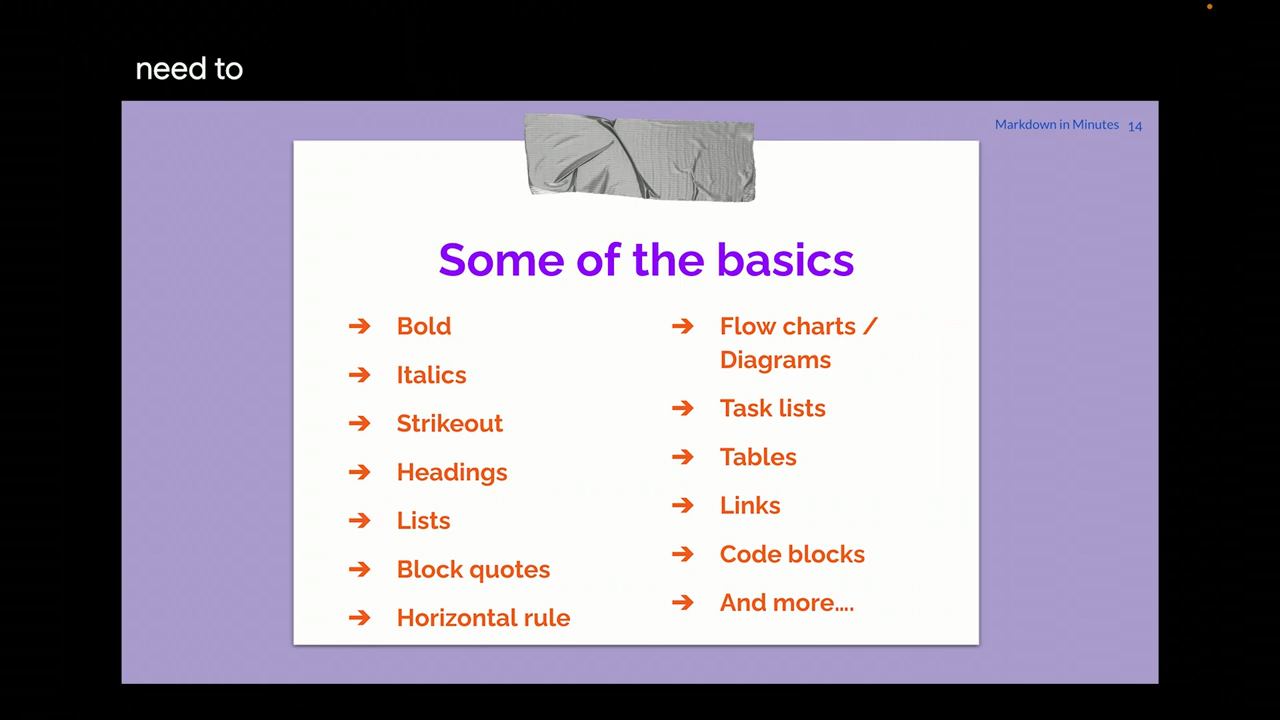 need to
Markdown in Minutes 14
Some of the basics
➔ Bold
➔ Italics
➔ Strikeout
➔ Headings
➔ Lists
➔ Block quotes
➔ Horizontal rule
➔ Flow charts /
Diagrams
➔ Task lists
➔ Tables
➔ Links
➔ Code blocks
➔ And more....